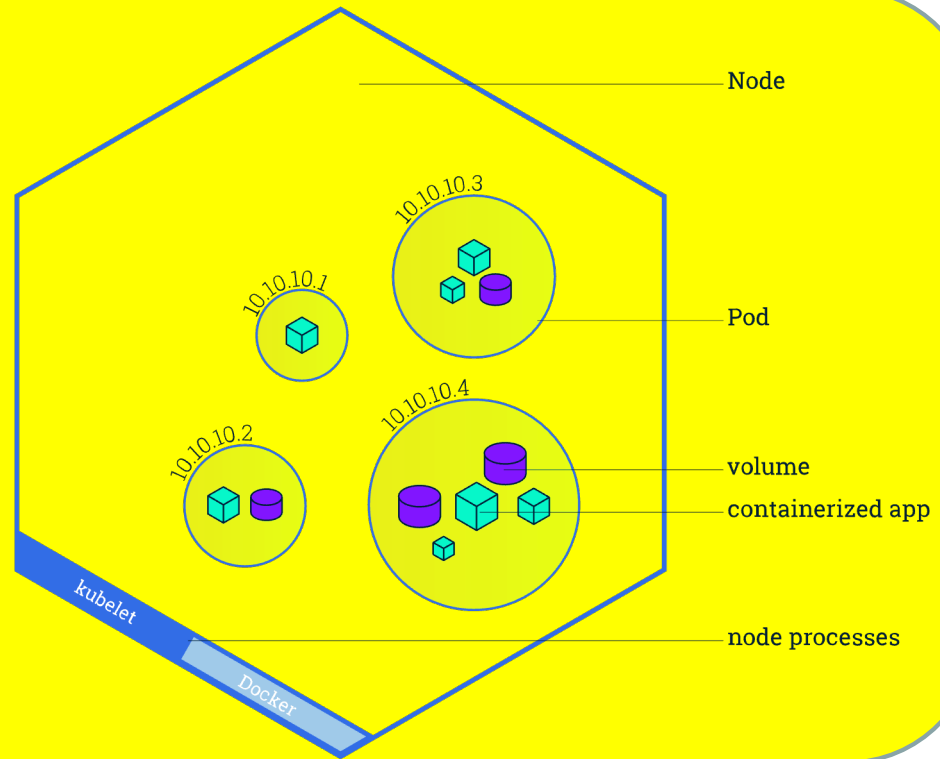 Node
10.10.10.3
10.10.10.1
Pod
10.10.10.4
10.10.10.2
volume
containerized app
kubelet
node processes
Docker